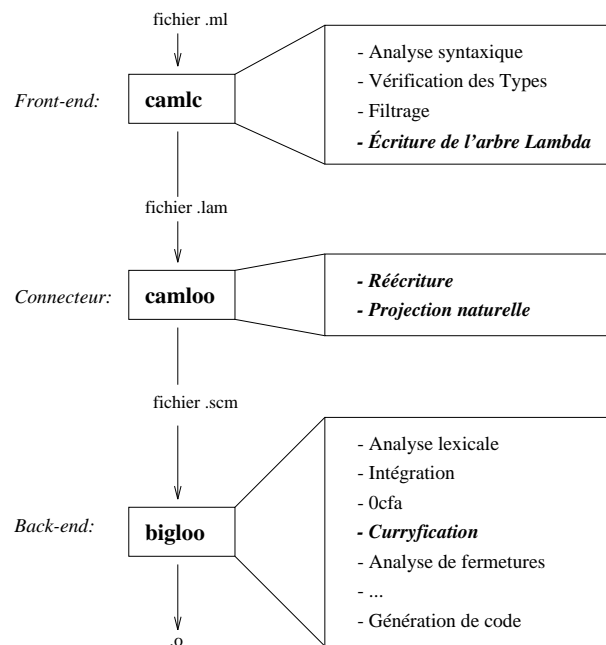 fichier .ml
- Analyse syntaxique
- Vérification des Types
Front-end:
camlc
- Filtrage
- Écriture de l'arbre Lambda
fichier .lam
- Réécriture
Connecteur:
camloo
- Projection naturelle
fichier .scm
- Analyse lexicale
- Intégration
- 0cfa
Back-end:
bigloo
- Curryfication
- Analyse de fermetures
- ...
- Génération de code
.o